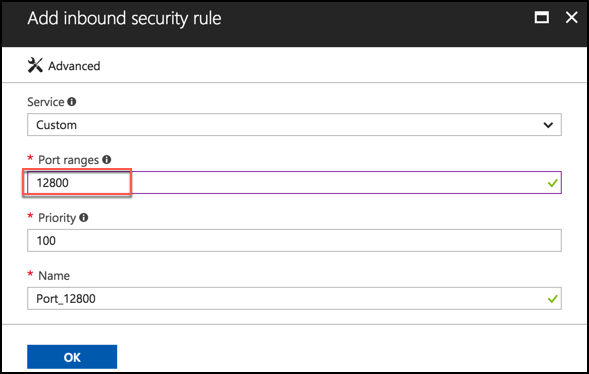 Add inbound security rule
Advanced
Service
Custom
* Port ranges
12800
* Priority
100
* Name
Port_12800
OK